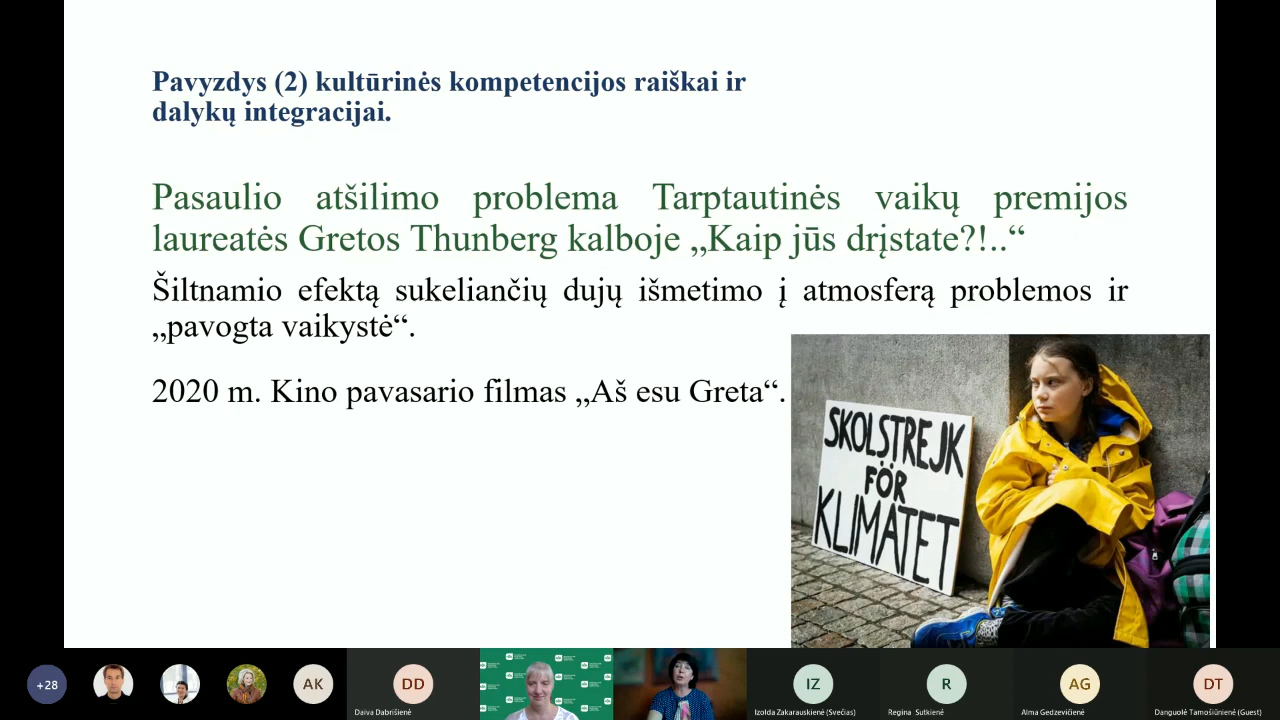 Pavyzdys (2) kultūrinės kompetencijos raiškai ir
dalykų integracijai.
Pasaulio atšilimo problema Tarptautinės vaikų premijos
laureatės Gretos Thunberg kalboje „Kaip jūs drįstate?!..“
Šiltnamio efektą sukeliančių dujų išmetimo į atmosferą problemos ir
„pavogta vaikystė“.
2020 m. Kino pavasario filmas „Aš esu Greta“.
SKOLSTREJK
FÖR
KLIMATET
+28
AK
DD
Daiva Dabrišienė
IZ
Izolda Zakarauskienė (Svečias)
R
Regina Sutkienė
AG
Alma Gedzevičienė
DT
Danguolė Tamošiūnienė (Guest)